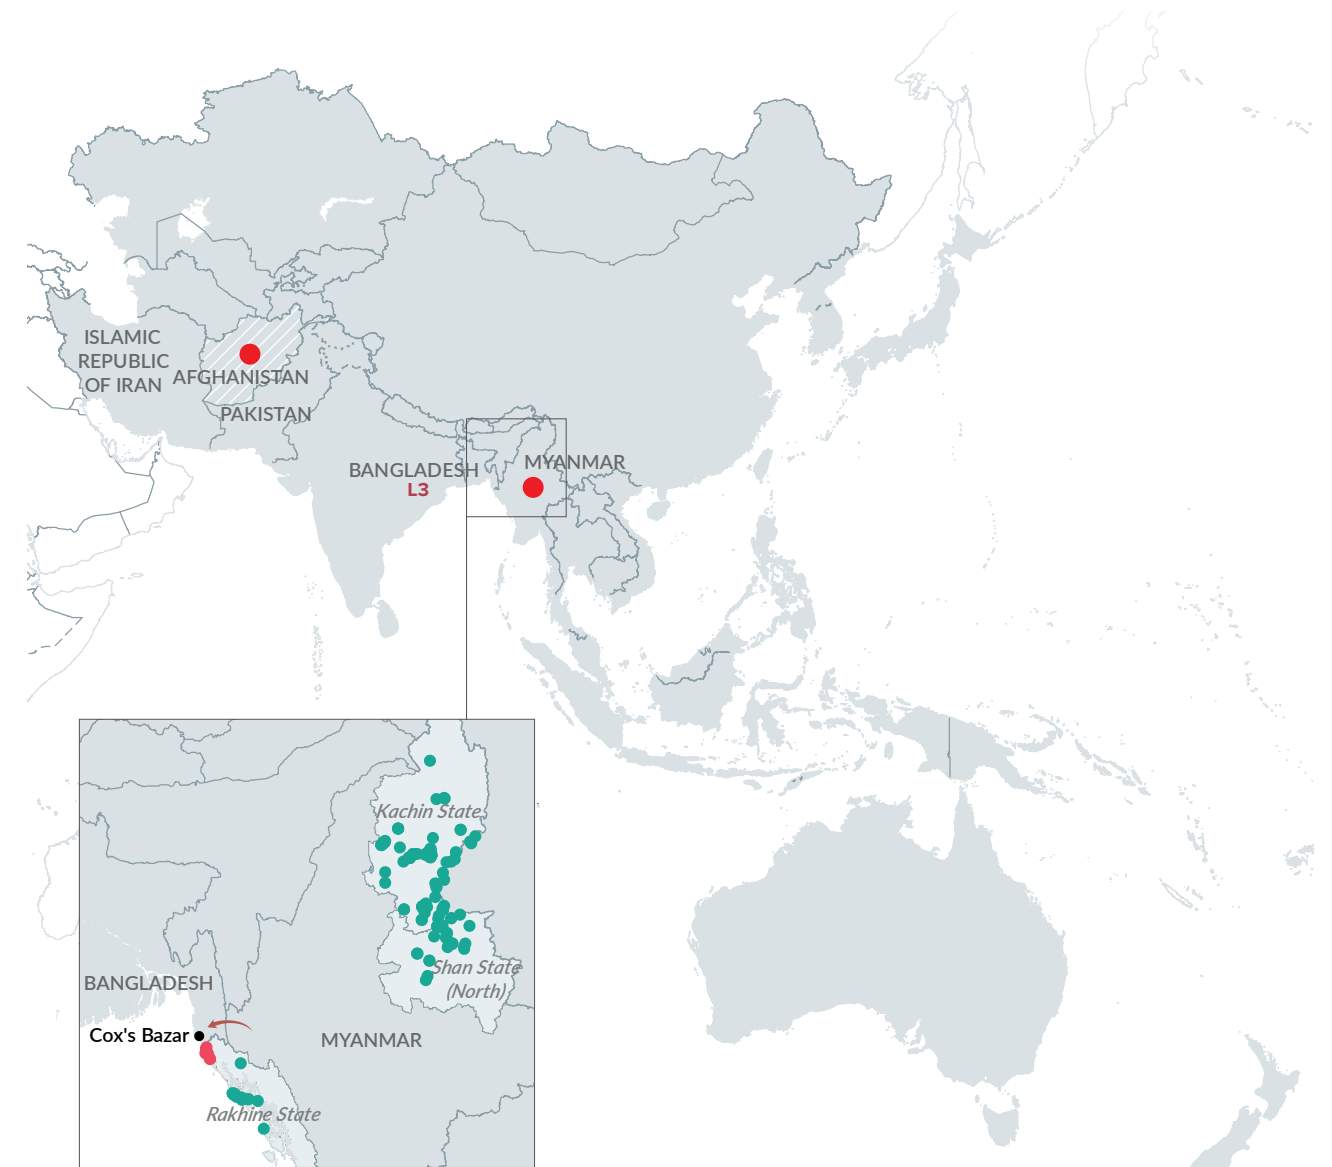 ISLAMIC
REPUBLIC
OF IRAN
AFGHANISTAN
PAKISTAN
BANGLADESH
L3
MYANMAR
Kachin State
Shan State
(North)
BANGLADESH
Cox's Bazar
MYANMAR
Rakhine State